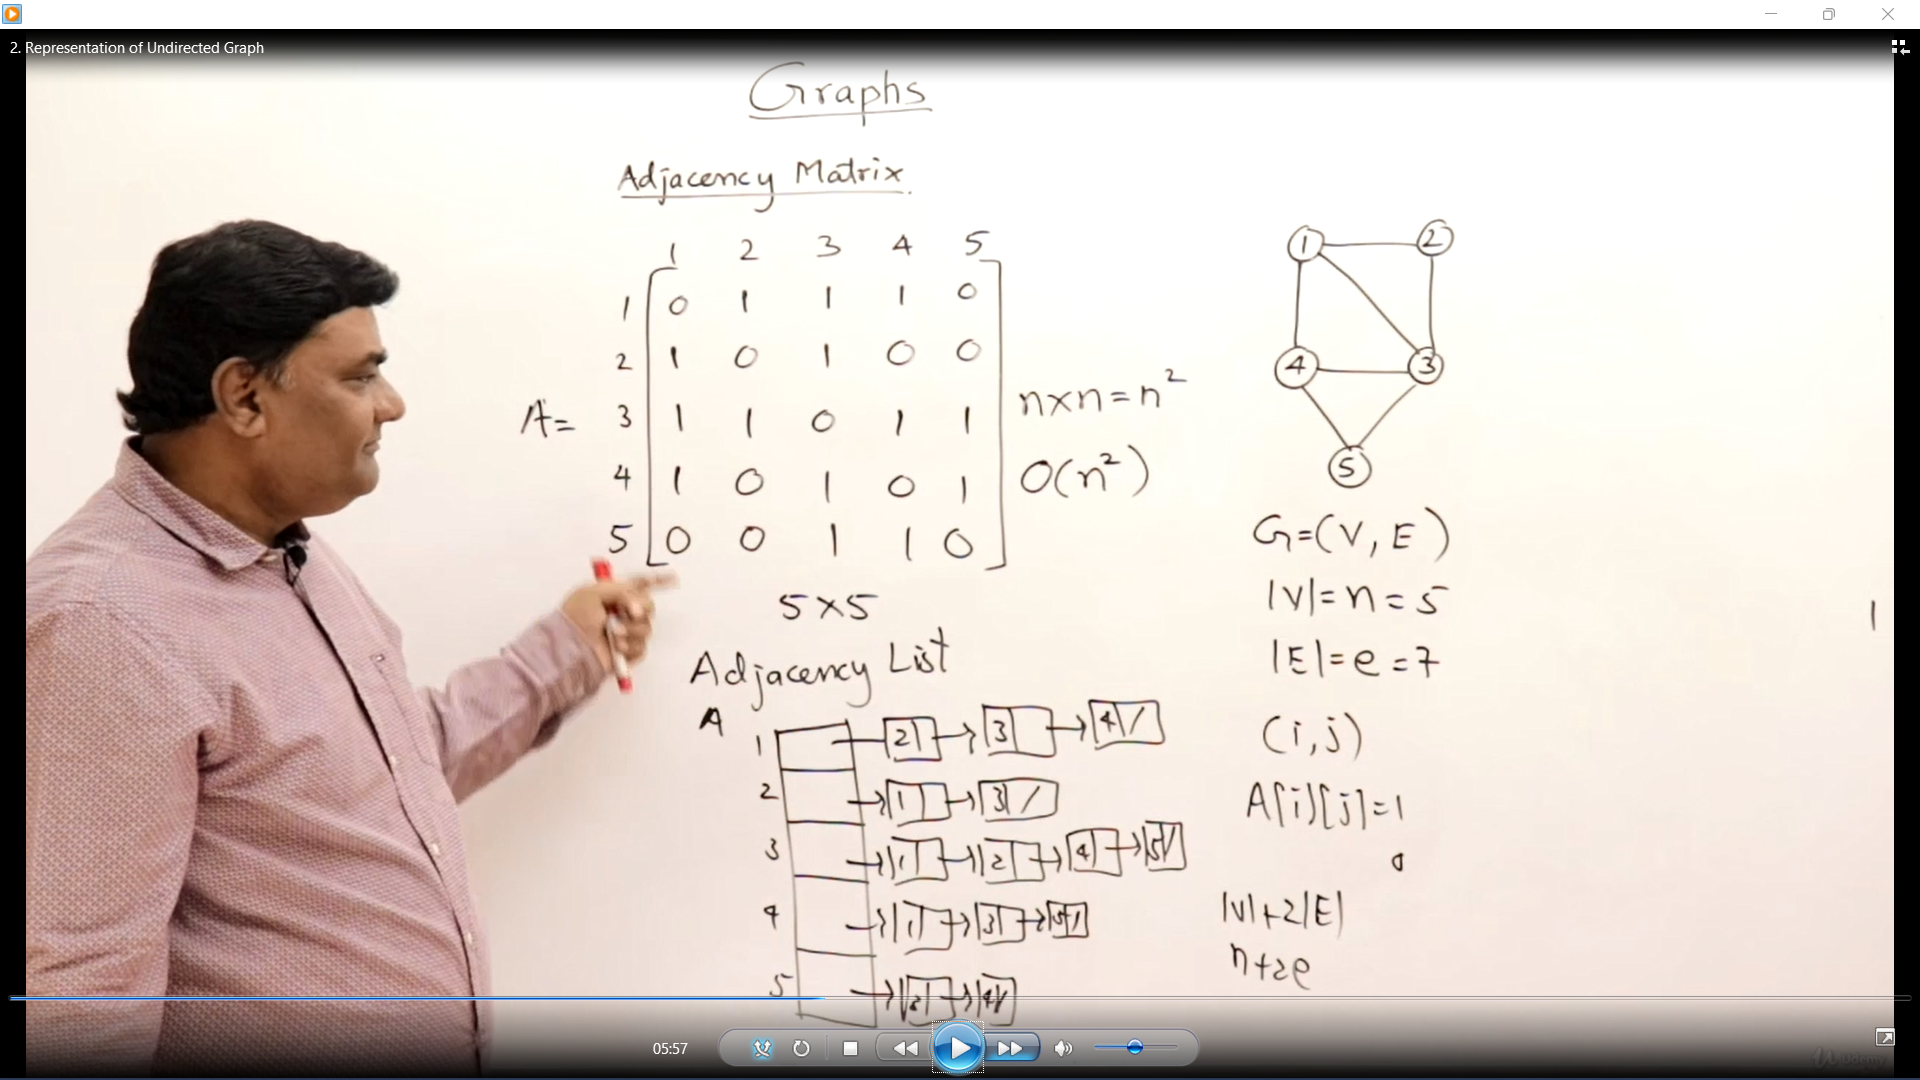 2. Representation of Undirected Graph
Graphs
Adjacency Matrix
1 2 3 4 5
1 0 1 1 1 0
2 1 0 1 0 0
A= 3 1 1 0 1 1
4 1 0 1 0 1
5 0 0 1 1 0
n×n=n²
O(n²)
5×5
1 2
4 3
5
G=(V, E)
|V|=n=5
|E|=e=7
(i,j)
A[i][j]=1
0
|V|+2|E|
n+2e
Adjacency List
A
1 2 → 3 → 4 /
2 → 1 → 3 /
3 → 1 → 2 → 4 → 5 /
4 → 1 → 3 → 5 /
5 → 3 → 4 /
1
05:57
udemy